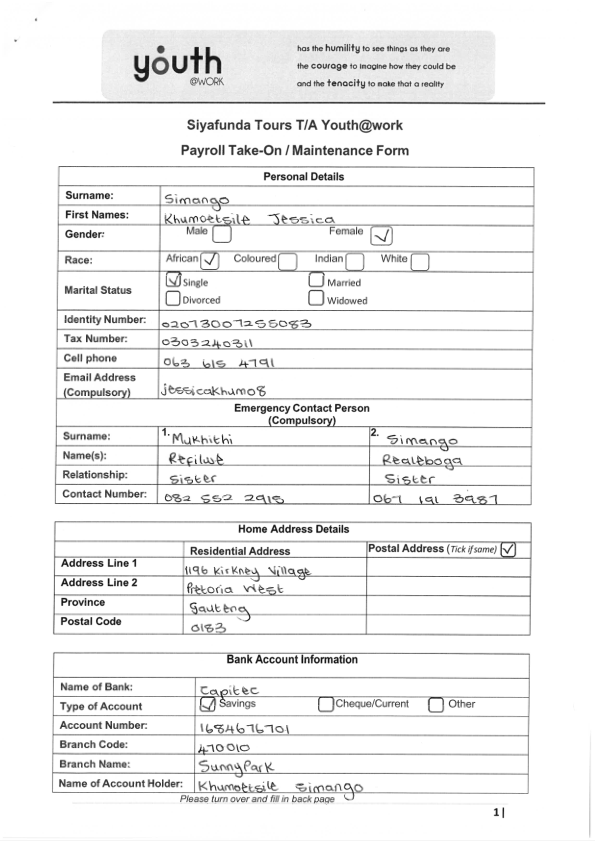 youth
@WORK
has the humility to see things as they are
the courage to imagine how they could be
and the tenacity to make that a reality
Siyafunda Tours T/A Youth@work
Payroll Take-On / Maintenance Form
Personal Details
Surname: Simango
First Names: Khumoetsile Jessica
Gender: Male Female
Race: African Coloured Indian White
Marital Status Single Married
Divorced Widowed
Identity Number: 02073007255083
Tax Number: 0303240311
Cell phone 063 615 4791
Email Address (Compulsory) jessicakhumo8
Emergency Contact Person
(Compulsory)
Surname: 1. Mukhithi 2. Simango
Name(s): Refilwe Realeboga
Relationship: Sister Sister
Contact Number: 082 552 2915 067 191 3987
Home Address Details
Residential Address Postal Address (Tick if same)
Address Line 1 1196 Kirkney Village
Address Line 2 Pretoria West
Province Gauteng
Postal Code 0183
Bank Account Information
Name of Bank: Capitec
Type of Account Savings Cheque/Current Other
Account Number: 1684676701
Branch Code: 470010
Branch Name: SunnyPark
Name of Account Holder: Khumoetsile Simango
Please turn over and fill in back page
1|